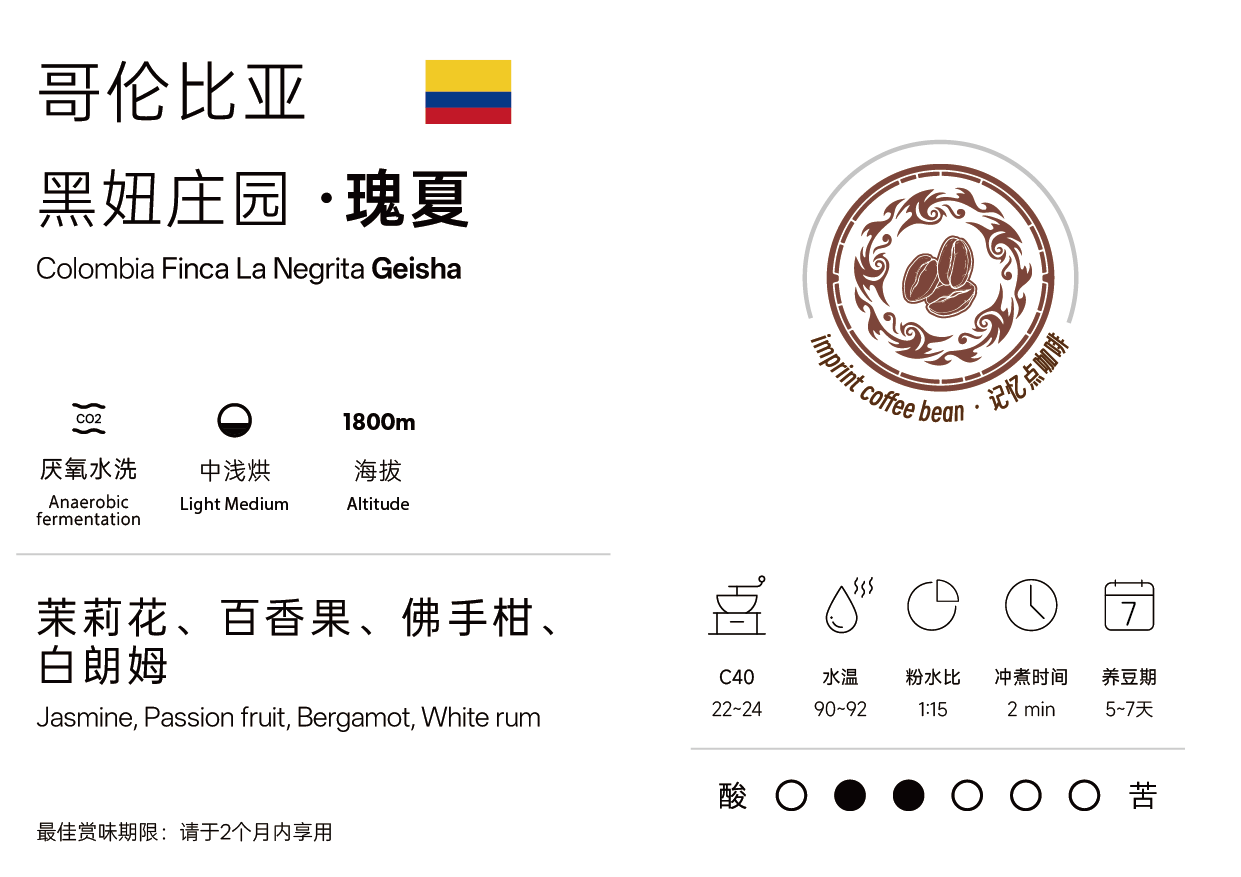 哥伦比亚
黑妞庄园 ·瑰夏
Colombia Finca La Negrita Geisha
CO2
1800m
厌氧水洗
中浅烘
海拔
Anaerobic
fermentation
Light Medium
Altitude
茉莉花、百香果、佛手柑、
白朗姆
Jasmine, Passion fruit, Bergamot, White rum
最佳赏味期限：请于2个月内享用
imprint coffee bean · 记忆点咖啡
7
C40
水温
粉水比
冲煮时间
养豆期
22~24
90~92
1:15
2 min
5~7天
酸
苦